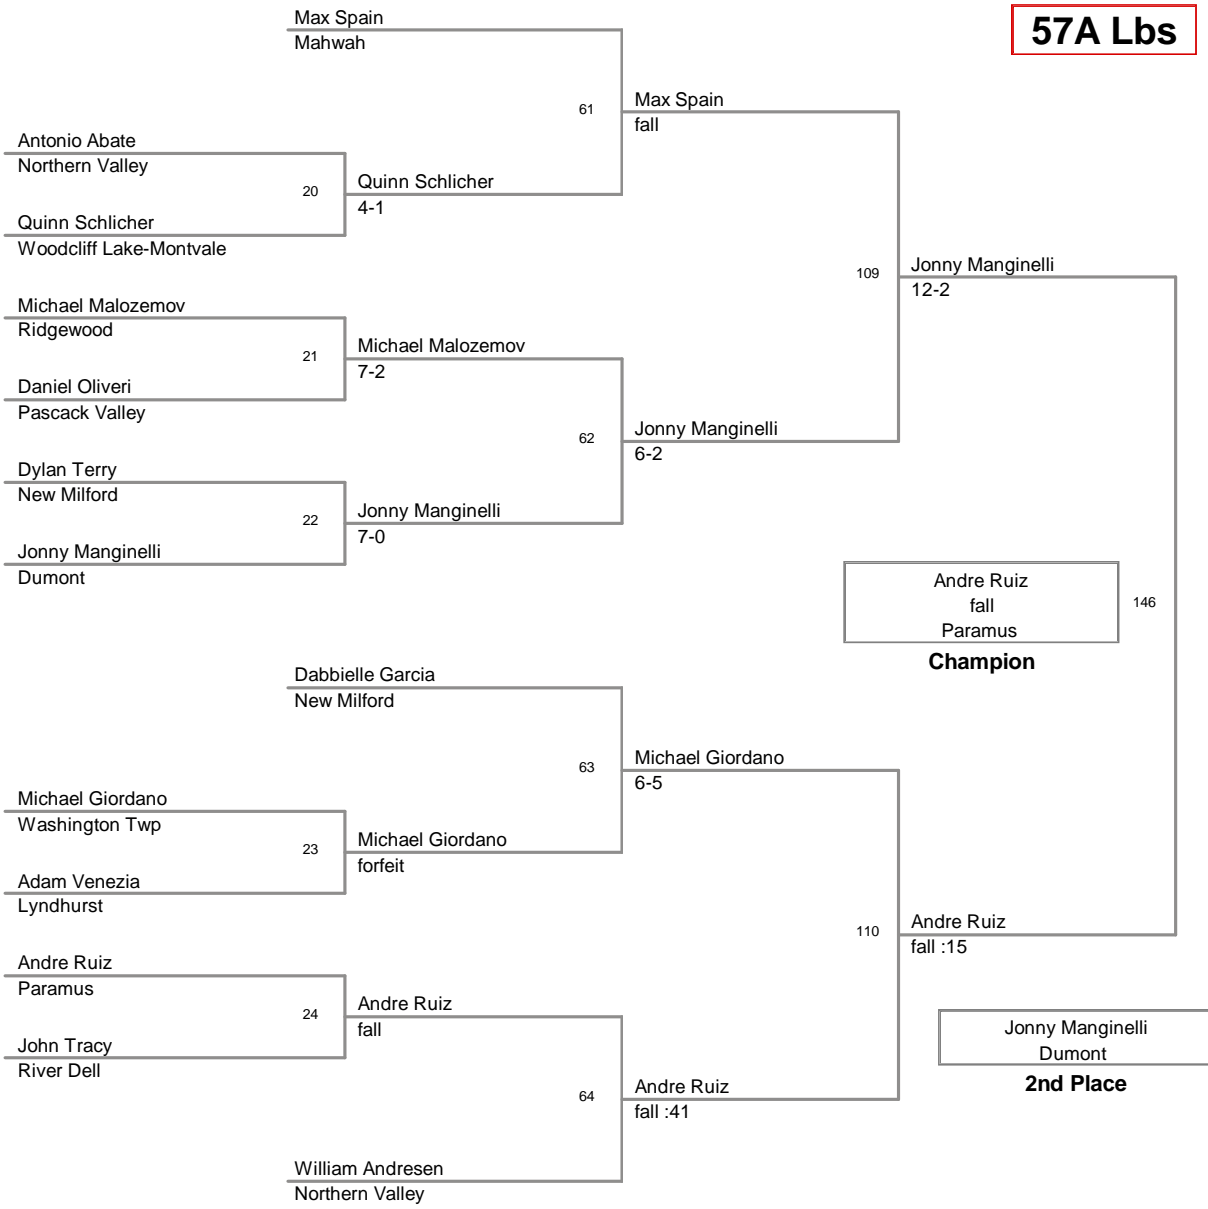 Max Spain
Mahwah
57A Lbs
61
Max Spain
fall
Antonio Abate
Northern Valley
20
Quinn Schlicher
4-1
Quinn Schlicher
Woodcliff Lake-Montvale
109
Jonny Manginelli
12-2
Michael Malozemov
Ridgewood
21
Michael Malozemov
7-2
Daniel Oliveri
Pascack Valley
62
Jonny Manginelli
6-2
Dylan Terry
New Milford
22
Jonny Manginelli
7-0
Jonny Manginelli
Dumont
Andre Ruiz
fall
Paramus
146
Champion
Dabbielle Garcia
New Milford
63
Michael Giordano
6-5
Michael Giordano
Washington Twp
23
Michael Giordano
forfeit
Adam Venezia
Lyndhurst
110
Andre Ruiz
fall :15
Andre Ruiz
Paramus
24
Andre Ruiz
fall
John Tracy
River Dell
Jonny Manginelli
Dumont
2nd Place
64
Andre Ruiz
fall :41
William Andresen
Northern Valley